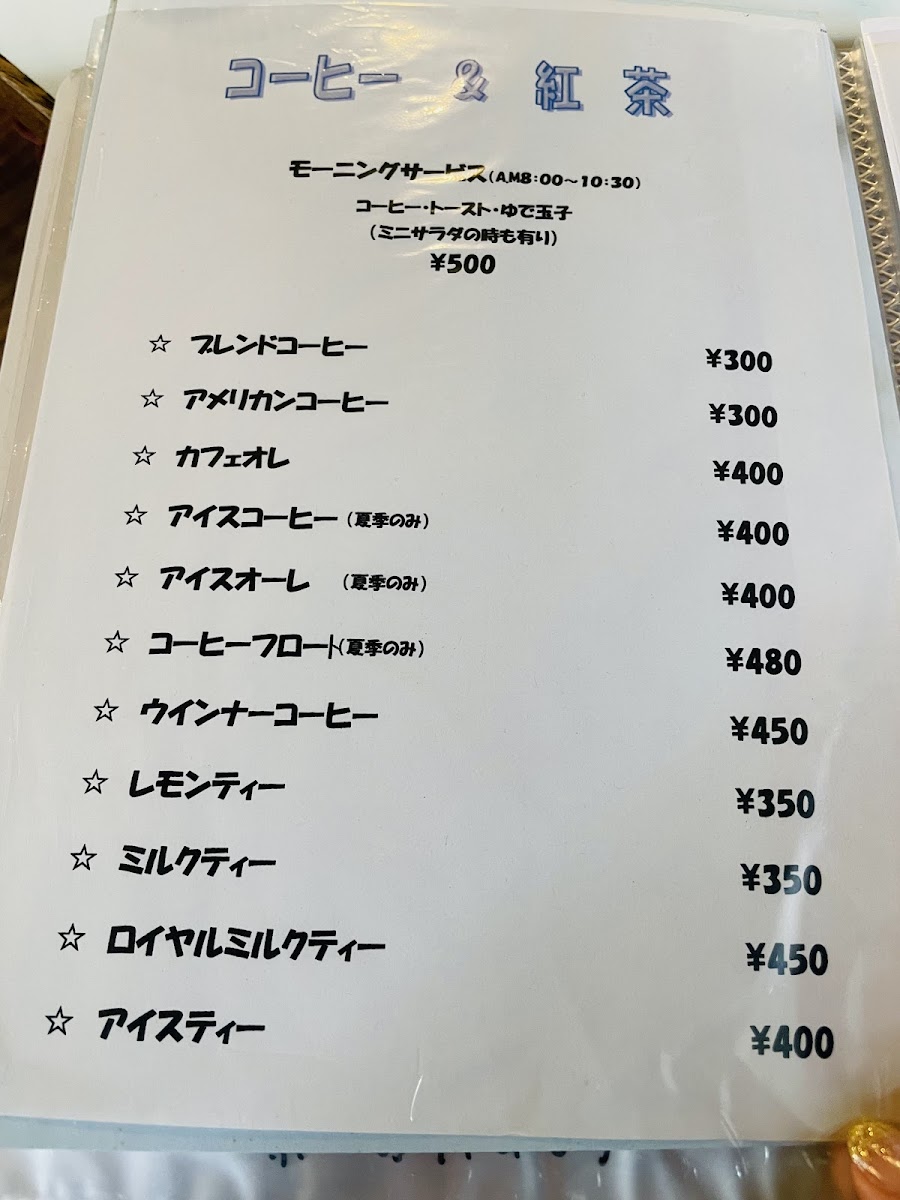 コーヒー & 紅茶
モーニングサービス(AM8:00～10:30)
コーヒー・トースト・ゆで玉子
(ミニサラダの時も有り)
¥500
☆ ブレンドコーヒー ¥300
☆ アメリカンコーヒー ¥300
☆ カフェオレ ¥400
☆ アイスコーヒー (夏季のみ) ¥400
☆ アイスオーレ (夏季のみ) ¥400
☆ コーヒーフロート(夏季のみ) ¥480
☆ ウインナーコーヒー ¥450
☆ レモンティー ¥350
☆ ミルクティー ¥350
☆ ロイヤルミルクティー ¥450
☆ アイスティー ¥400